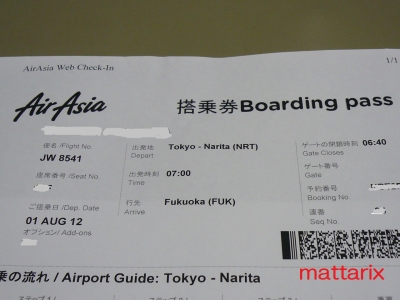 AirAsia Web Check-In
1/1
AirAsia
搭乗券Boarding pass
便名/Flight No.
JW 8541
出発地
Depart
Tokyo - Narita (NRT)
ゲートの閉鎖時刻
Gate Closes
06:40
座席番号/Seat No.
出発時刻
Time
07:00
ゲート番号
Gate
ご搭乗日/Dep. Date
01 AUG 12
行先
Arrive
Fukuoka (FUK)
予約番号
Booking No.
オプション/Add-ons
連番
Seq No.
乗の流れ / Airport Guide: Tokyo - Narita
mattarix